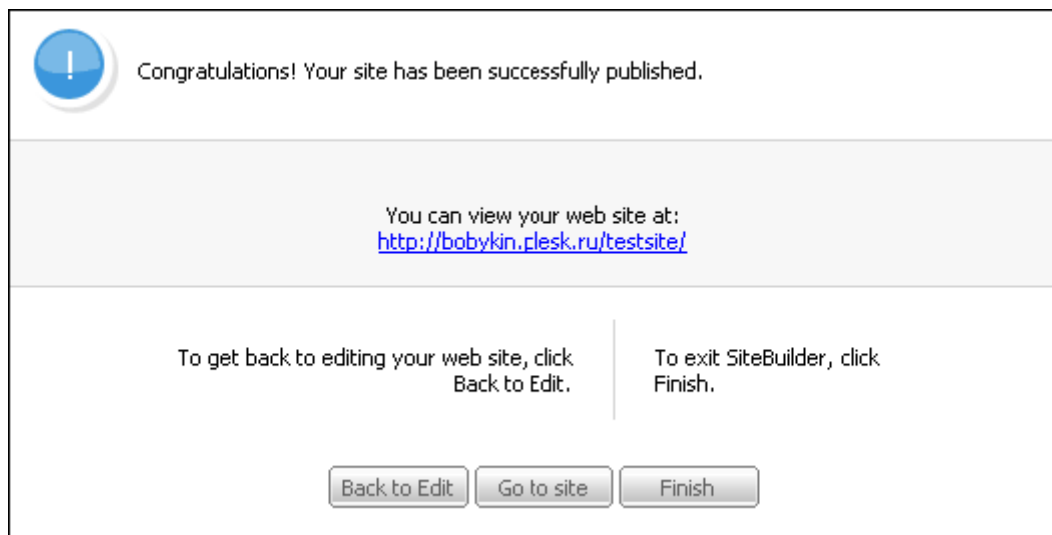 !
Congratulations! Your site has been successfully published.
You can view your web site at:
http://bobykin.plesk.ru/testsite/
To get back to editing your web site, click
Back to Edit.
To exit SiteBuilder, click
Finish.
Back to Edit
Go to site
Finish